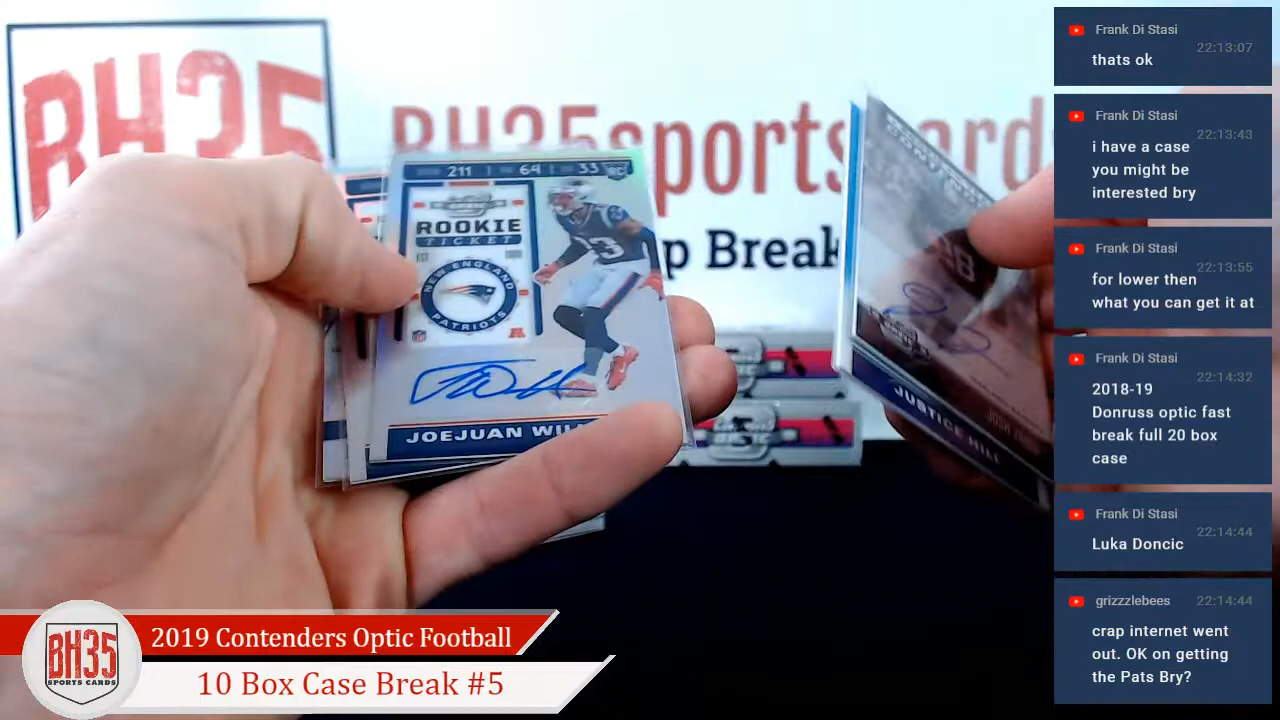 BH35
BH35sports
p Break
211 | 64 | 33 RC
ROOKIE
TICKET
NEW ENGLAND
PATRIOTS
JOEJUAN WIL
JUSTICE HILL
BH35
SPORTS CARDS
2019 Contenders Optic Football
10 Box Case Break #5
Frank Di Stasi
22:13:07
thats ok
Frank Di Stasi
22:13:43
i have a case
you might be
interested bry
Frank Di Stasi
22:13:55
for lower then
what you can get it at
Frank Di Stasi
22:14:32
2018-19
Donruss optic fast
break full 20 box
case
Frank Di Stasi
22:14:44
Luka Doncic
grizzzlebees
22:14:44
crap internet went
out. OK on getting
the Pats Bry?